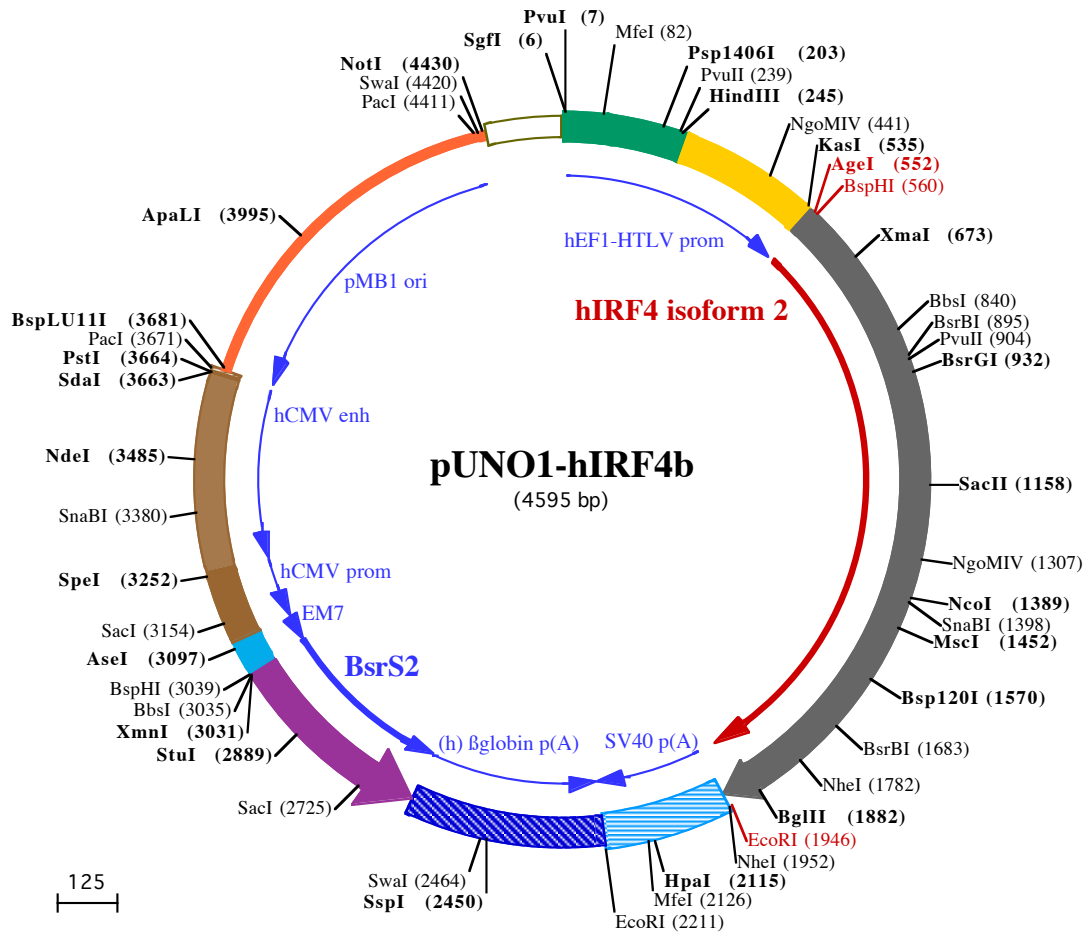 PvuI (7)
SgfI (6)
MfeI (82)
Psp1406I (203)
PvuII (239)
HindIII (245)
NgoMIV (441)
KasI (535)
AgeI (552)
BspHI (560)
XmaI (673)
BbsI (840)
BsrBI (895)
PvuII (904)
BsrGI (932)
SacII (1158)
NgoMIV (1307)
NcoI (1389)
SnaBI (1398)
MscI (1452)
Bsp120I (1570)
BsrBI (1683)
NheI (1782)
BglII (1882)
EcoRI (1946)
NheI (1952)
HpaI (2115)
MfeI (2126)
EcoRI (2211)
SspI (2450)
SwaI (2464)
SacI (2725)
StuI (2889)
XmnI (3031)
BbsI (3035)
BspHI (3039)
AseI (3097)
SacI (3154)
SpeI (3252)
SnaBI (3380)
NdeI (3485)
SdaI (3663)
PstI (3664)
PacI (3671)
BspLU11I (3681)
ApaLI (3995)
PacI (4411)
SwaI (4420)
NotI (4430)
hEF1-HTLV prom
hIRF4 isoform 2
pMB1 ori
hCMV enh
pUNO1-hIRF4b
(4595 bp)
hCMV prom
EM7
BsrS2
(h) ßglobin p(A)
SV40 p(A)
125